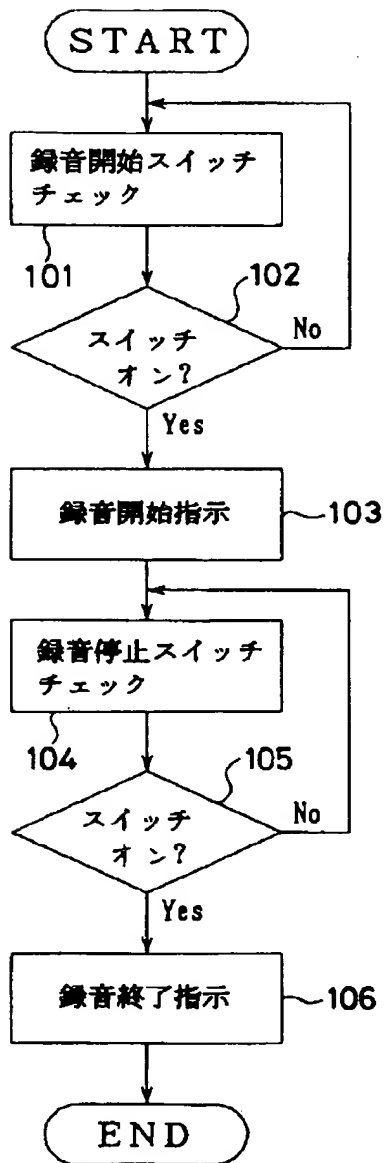 START
録音開始スイッチ
チェック
101
102
スイッチ
オン?
No
Yes
録音開始指示
103
録音停止スイッチ
チェック
104
105
スイッチ
オン?
No
Yes
録音終了指示
106
END